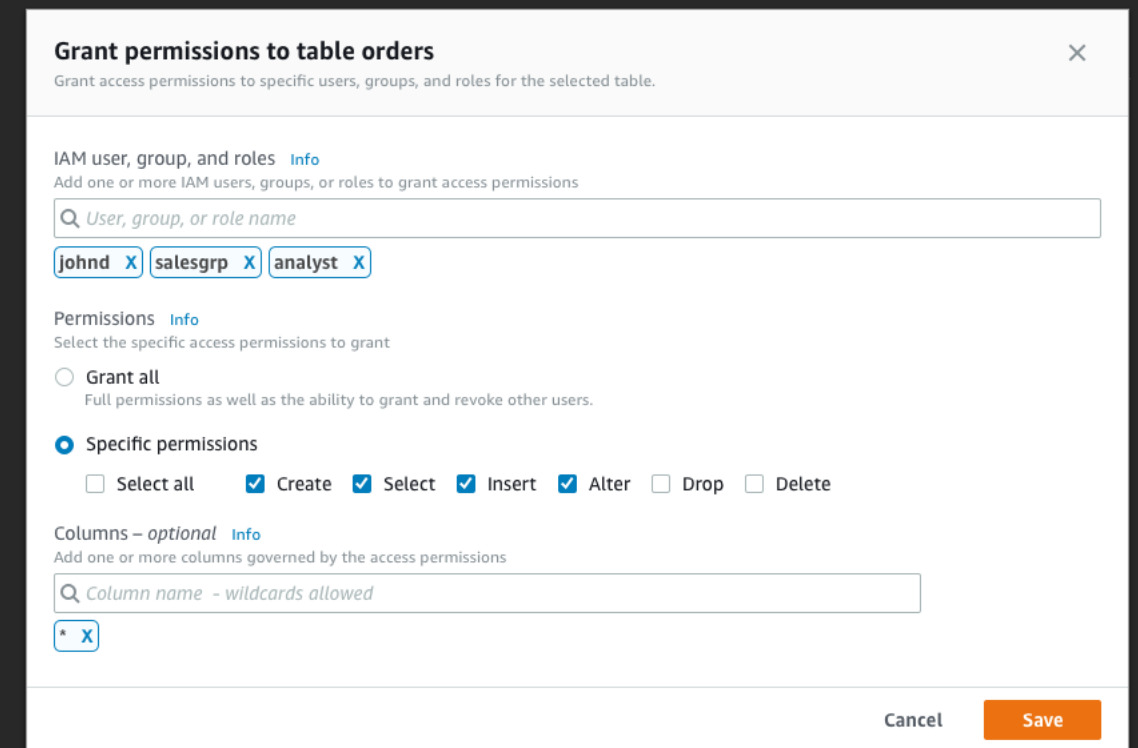 Grant permissions to table orders
Grant access permissions to specific users, groups, and roles for the selected table.
IAM user, group, and roles Info
Add one or more IAM users, groups, or roles to grant access permissions
User, group, or role name
johnd X salesgrp X analyst X
Permissions Info
Select the specific access permissions to grant
Grant all
Full permissions as well as the ability to grant and revoke other users.
Specific permissions
Select all Create Select Insert Alter Drop Delete
Columns – optional Info
Add one or more columns governed by the access permissions
Column name - wildcards allowed
* X
Cancel Save